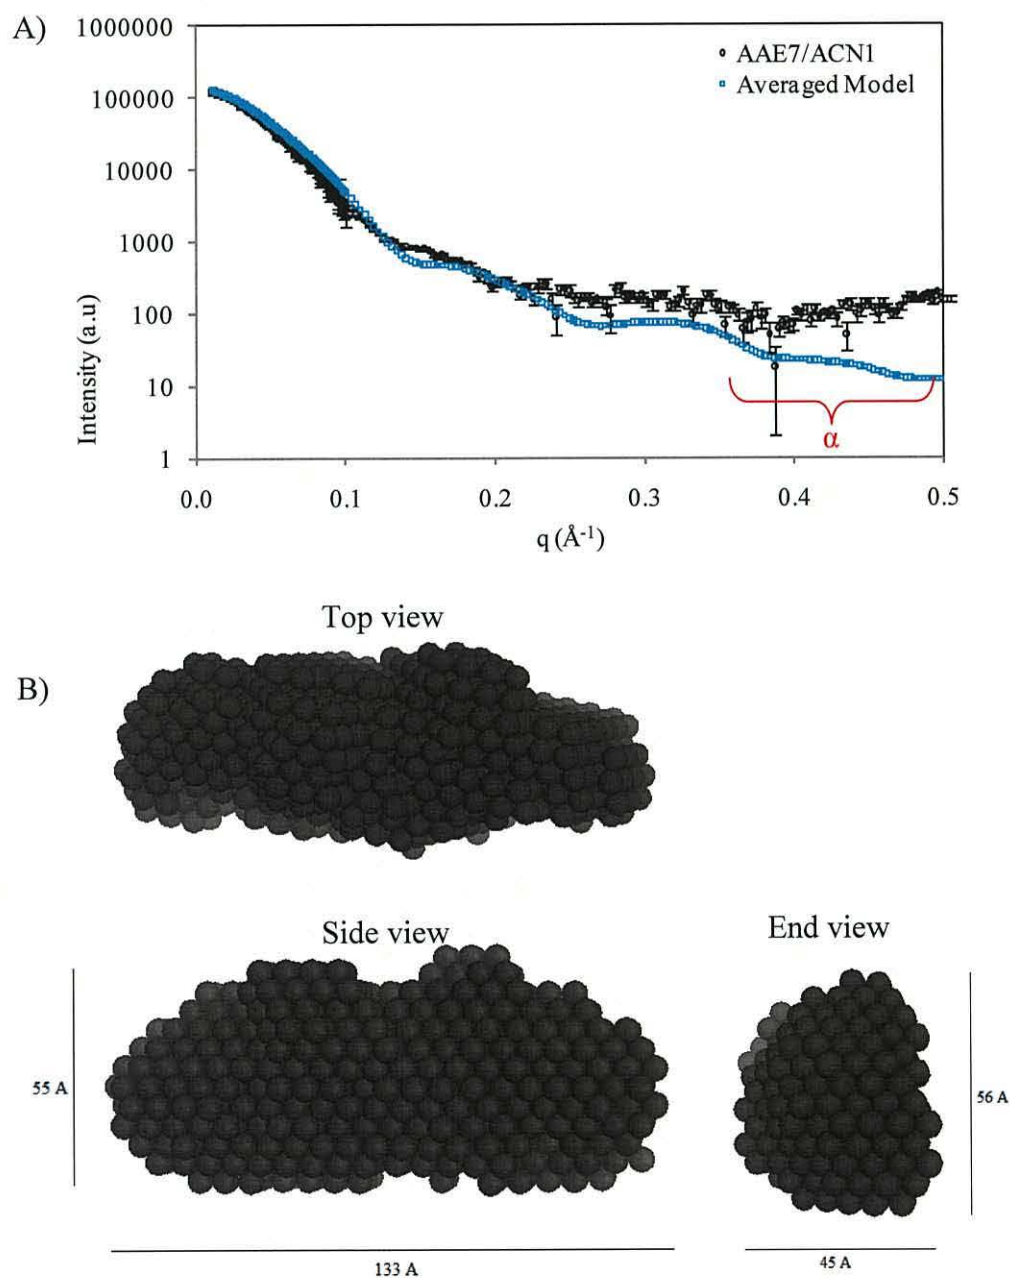 A)
1000000
100000
10000
1000
100
10
1
Intensity (a.u)
AAE7/ACN1
Averaged Model
α
0.0 0.1 0.2 0.3 0.4 0.5
q (Å⁻¹)
Top view
B)
Side view
End view
55 A
56 A
133 A
45 A